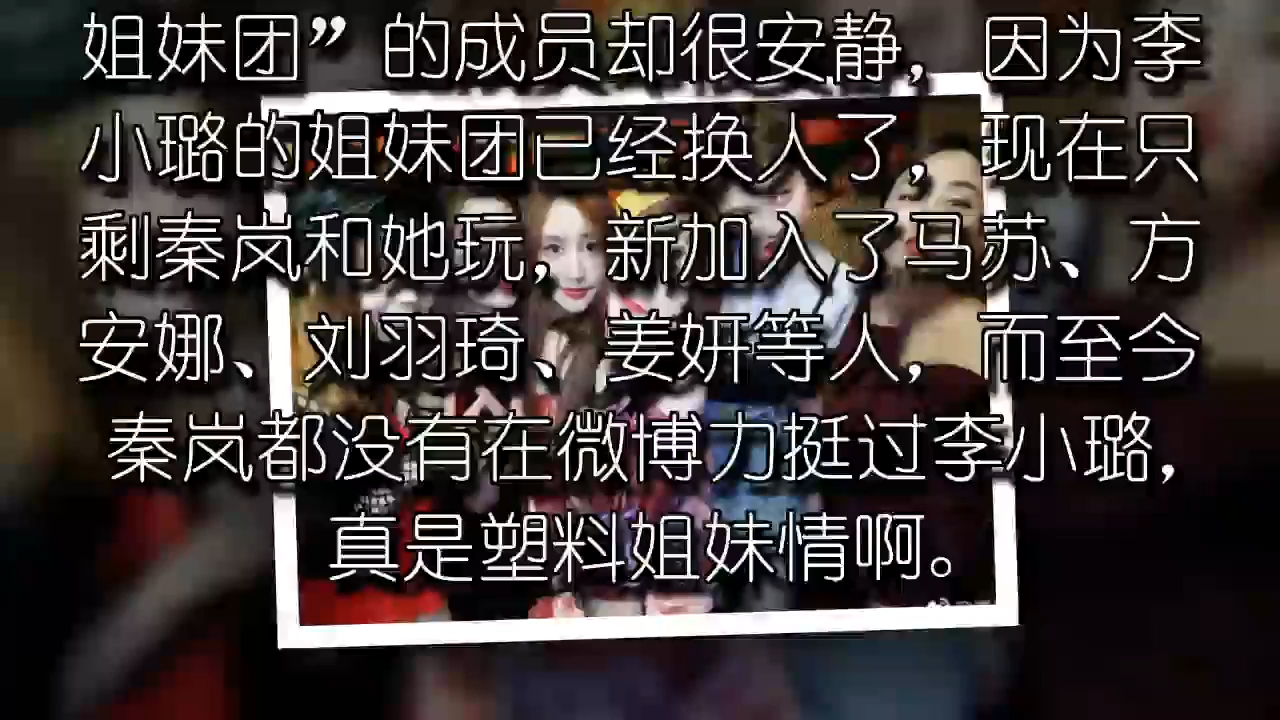 姐妹团”的成员却很安静，因为李
小璐的姐妹团已经换人了，现在只
剩秦岚和她玩，新加入了马苏、方
安娜、刘羽琦、姜妍等人，而至今
秦岚都没有在微博力挺过李小璐，
真是塑料姐妹情啊。